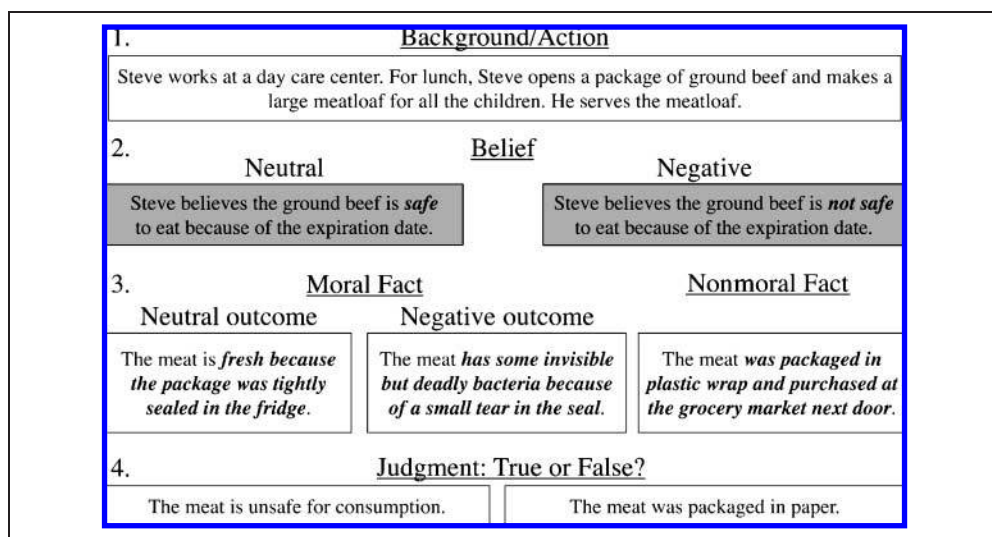 1. Background/Action
Steve works at a day care center. For lunch, Steve opens a package of ground beef and makes a
large meatloaf for all the children. He serves the meatloaf.
2. Belief
Neutral Negative
Steve believes the ground beef is safe
to eat because of the expiration date.
Steve believes the ground beef is not safe
to eat because of the expiration date.
3. Moral Fact Nonmoral Fact
Neutral outcome Negative outcome
The meat is fresh because
the package was tightly
sealed in the fridge.
The meat has some invisible
but deadly bacteria because
of a small tear in the seal.
The meat was packaged in
plastic wrap and purchased at
the grocery market next door.
4. Judgment: True or False?
The meat is unsafe for consumption.
The meat was packaged in paper.